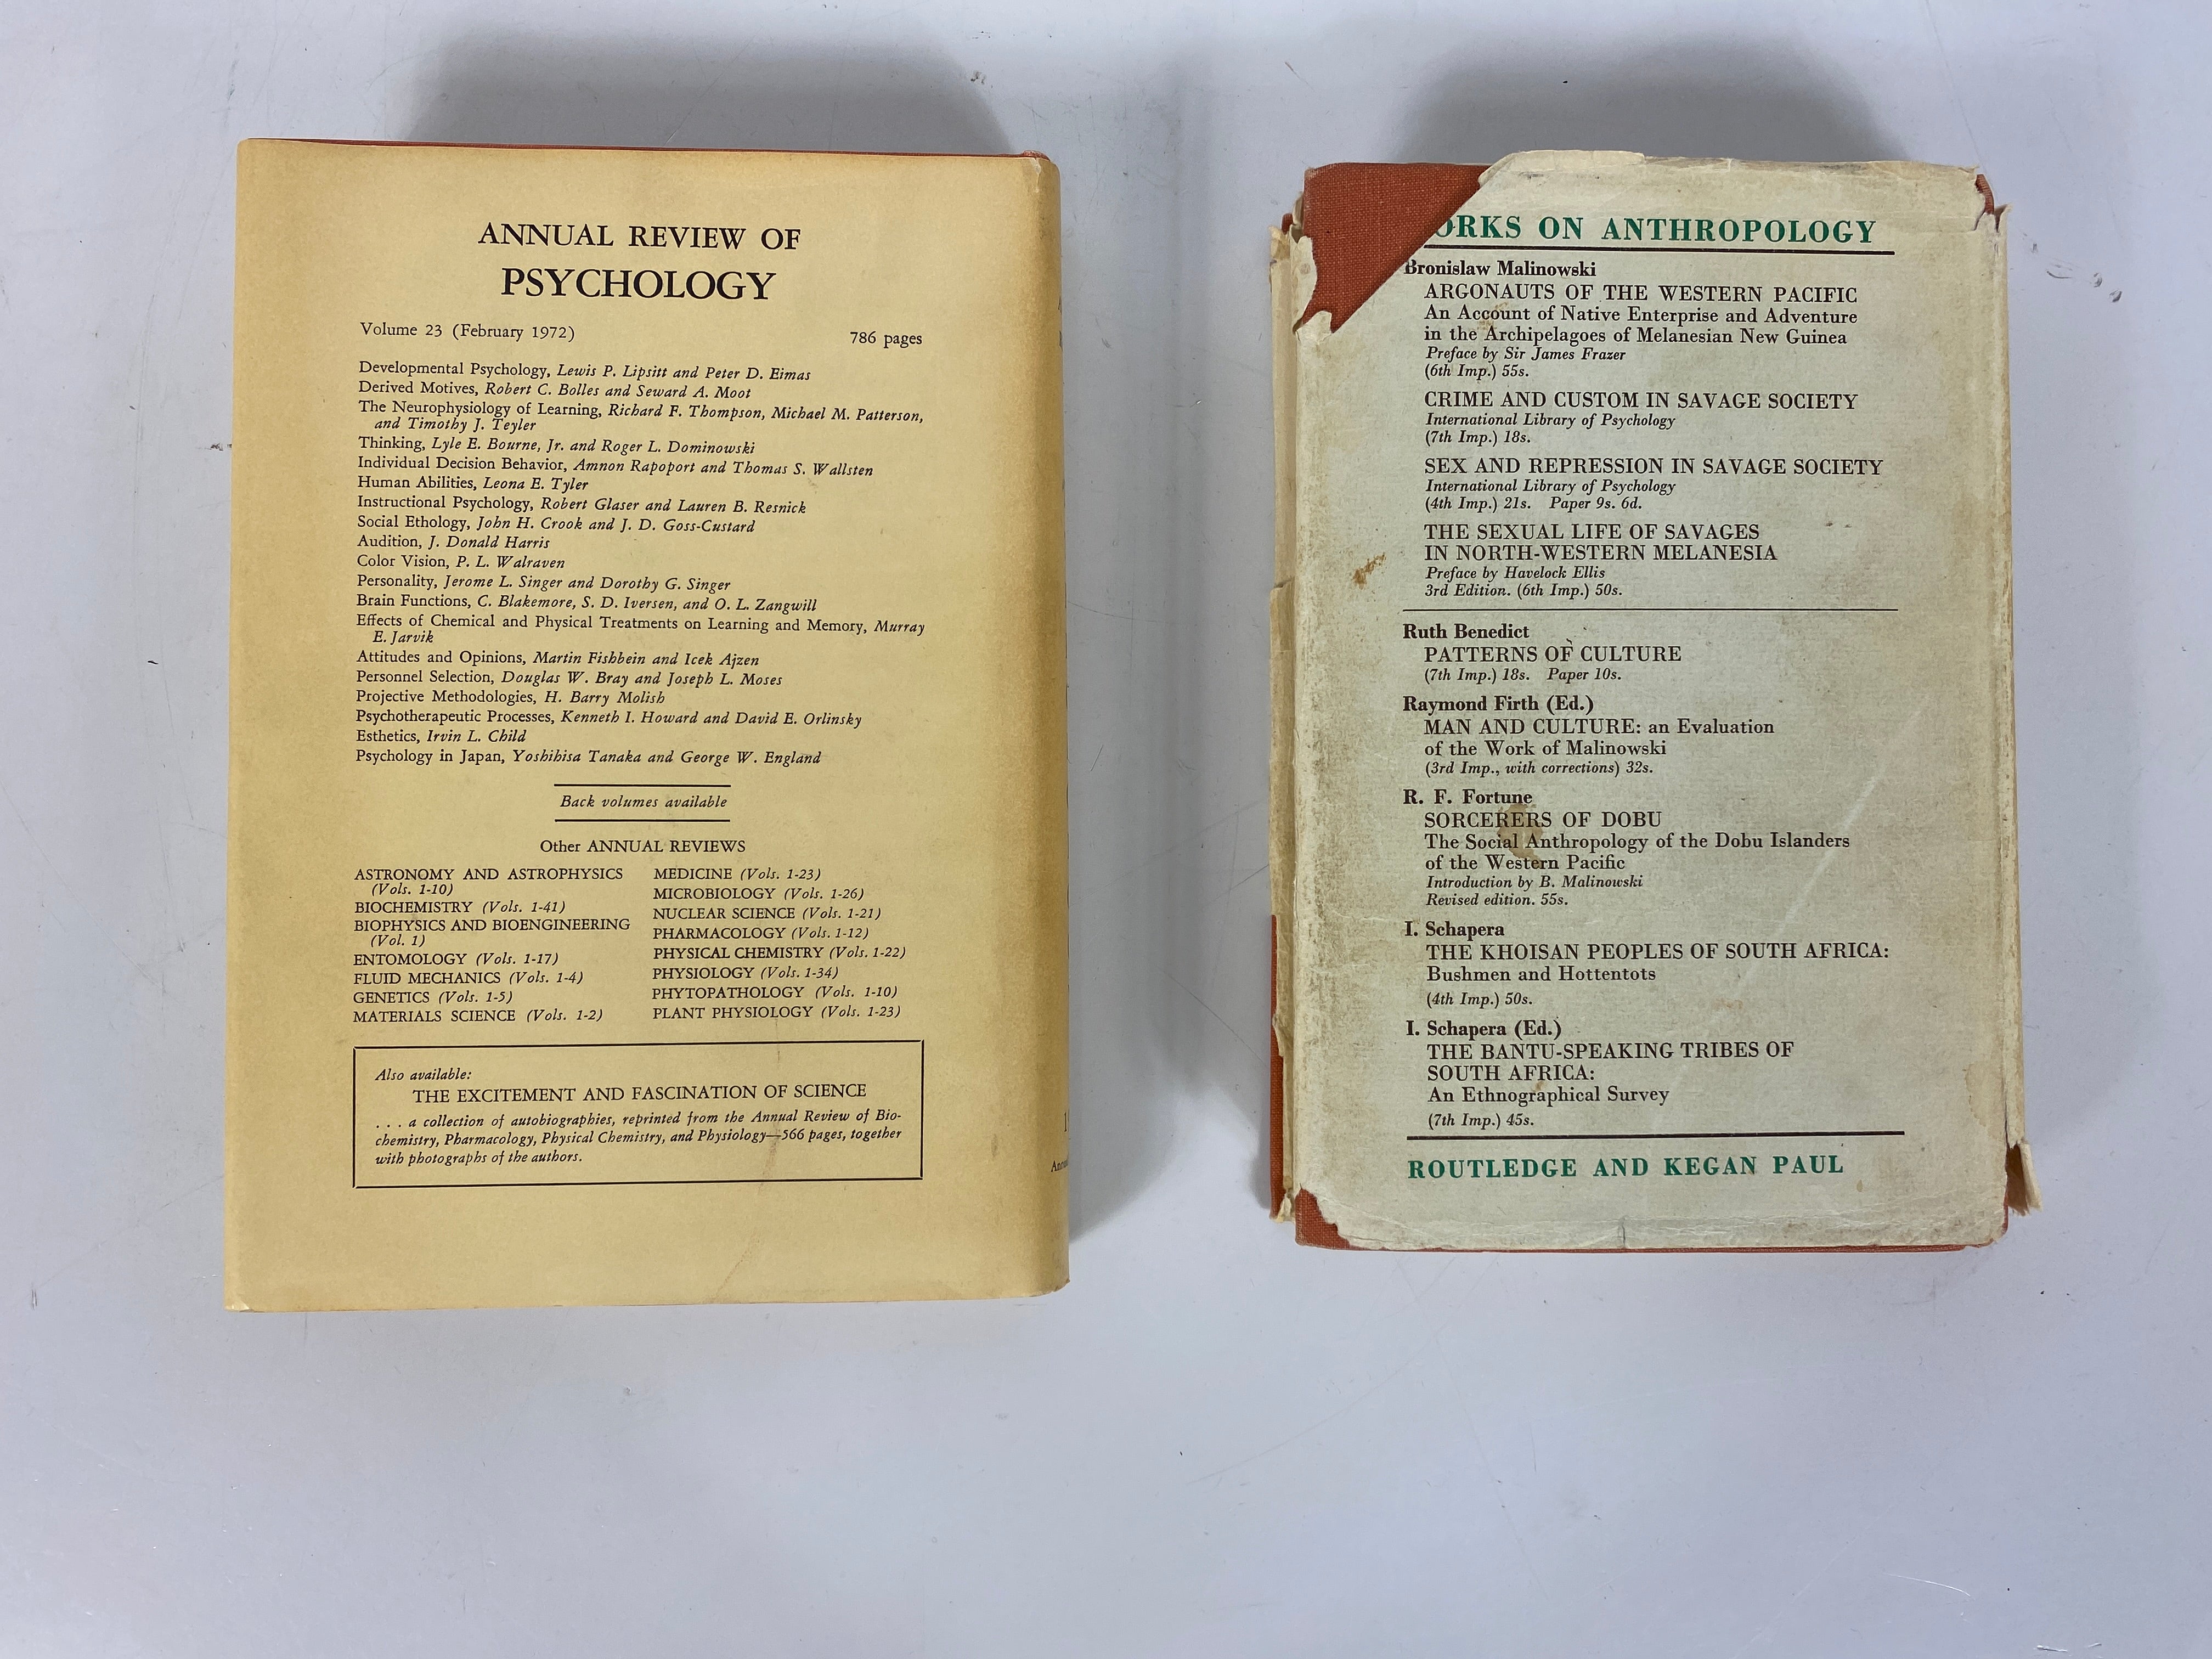 ANNUAL REVIEW OF
PSYCHOLOGY
Volume 23 (February 1972) 786 pages
Developmental Psychology, Lewis P. Lipsitt and Peter D. Eimas
Derived Motives, Robert C. Bolles and Seward A. Moot
The Neurophysiology of Learning, Richard F. Thompson, Michael M. Patterson,
and Timothy J. Teyler
Thinking, Lyle E. Bourne, Jr. and Roger L. Dominowski
Individual Decision Behavior, Amnon Rapoport and Thomas S. Wallsten
Human Abilities, Leona E. Tyler
Instructional Psychology, Robert Glaser and Lauren B. Resnick
Social Ethology, John H. Crook and J. D. Goss-Custard
Audition, J. Donald Harris
Color Vision, P. L. Walraven
Personality, Jerome L. Singer and Dorothy G. Singer
Brain Functions, C. Blakemore, S. D. Iversen, and O. L. Zangwill
Effects of Chemical and Physical Treatments on Learning and Memory, Murray
E. Jarvik
Attitudes and Opinions, Martin Fishbein and Icek Ajzen
Personnel Selection, Douglas W. Bray and Joseph L. Moses
Projective Methodologies, H. Barry Molish
Psychotherapeutic Processes, Kenneth I. Howard and David E. Orlinsky
Esthetics, Irvin L. Child
Psychology in Japan, Yoshihisa Tanaka and George W. England
Back volumes available
Other ANNUAL REVIEWS
ASTRONOMY AND ASTROPHYSICS
(Vols. 1-10)
BIOCHEMISTRY (Vols. 1-41)
BIOPHYSICS AND BIOENGINEERING
(Vol. 1)
ENTOMOLOGY (Vols. 1-17)
FLUID MECHANICS (Vols. 1-4)
GENETICS (Vols. 1-5)
MATERIALS SCIENCE (Vols. 1-2)
MEDICINE (Vols. 1-23)
MICROBIOLOGY (Vols. 1-26)
NUCLEAR SCIENCE (Vols. 1-21)
PHARMACOLOGY (Vols. 1-12)
PHYSICAL CHEMISTRY (Vols. 1-22)
PHYSIOLOGY (Vols. 1-34)
PHYTOPATHOLOGY (Vols. 1-10)
PLANT PHYSIOLOGY (Vols. 1-23)
Also available:
THE EXCITEMENT AND FASCINATION OF SCIENCE
. . . a collection of autobiographies, reprinted from the Annual Review of Bio-
chemistry, Pharmacology, Physical Chemistry, and Physiology—566 pages, together
with photographs of the authors.
ORKS ON ANTHROPOLOGY
Bronislaw Malinowski
ARGONAUTS OF THE WESTERN PACIFIC
An Account of Native Enterprise and Adventure
in the Archipelagoes of Melanesian New Guinea
Preface by Sir James Frazer
(6th Imp.) 55s.
CRIME AND CUSTOM IN SAVAGE SOCIETY
International Library of Psychology
(7th Imp.) 18s.
SEX AND REPRESSION IN SAVAGE SOCIETY
International Library of Psychology
(4th Imp.) 21s. Paper 9s. 6d.
THE SEXUAL LIFE OF SAVAGES
IN NORTH-WESTERN MELANESIA
Preface by Havelock Ellis
3rd Edition. (6th Imp.) 50s.
Ruth Benedict
PATTERNS OF CULTURE
(7th Imp.) 18s. Paper 10s.
Raymond Firth (Ed.)
MAN AND CULTURE: an Evaluation
of the Work of Malinowski
(3rd Imp., with corrections) 32s.
R. F. Fortune
SORCERERS OF DOBU
The Social Anthropology of the Dobu Islanders
of the Western Pacific
Introduction by B. Malinowski
Revised edition. 55s.
I. Schapera
THE KHOISAN PEOPLES OF SOUTH AFRICA:
Bushmen and Hottentots
(4th Imp.) 50s.
I. Schapera (Ed.)
THE BANTU-SPEAKING TRIBES OF
SOUTH AFRICA:
An Ethnographical Survey
(7th Imp.) 45s.
ROUTLEDGE AND KEGAN PAUL